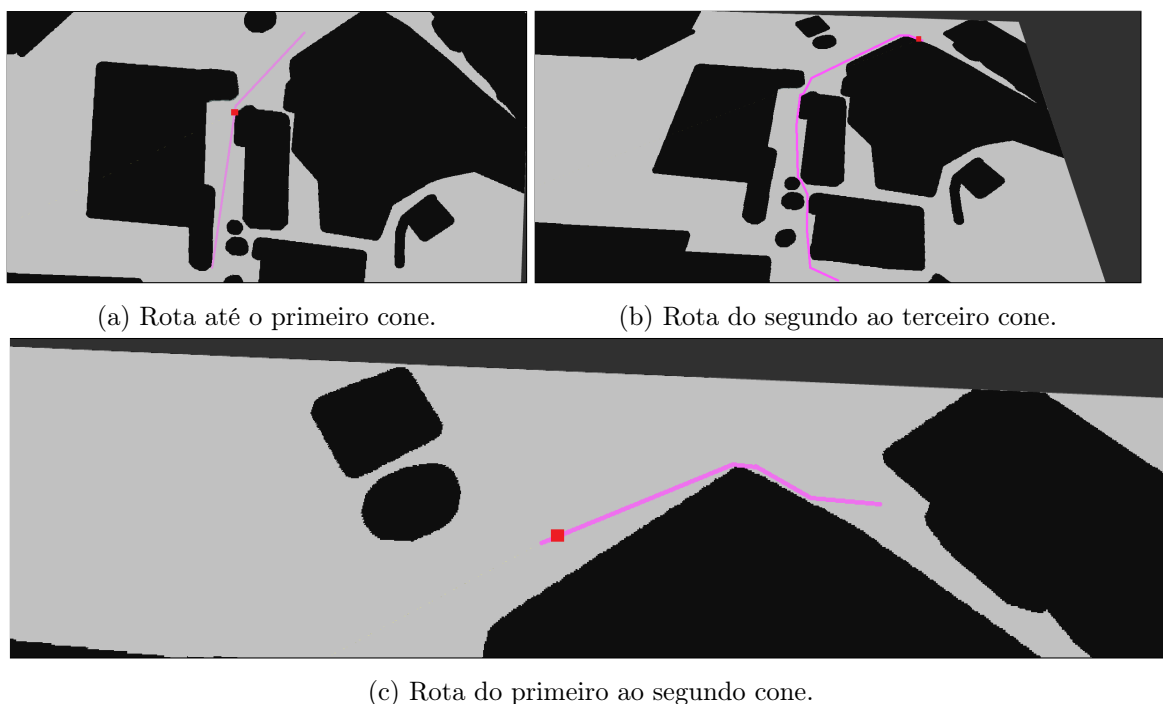 (a) Rota até o primeiro cone.
(b) Rota do segundo ao terceiro cone.
(c) Rota do primeiro ao segundo cone.